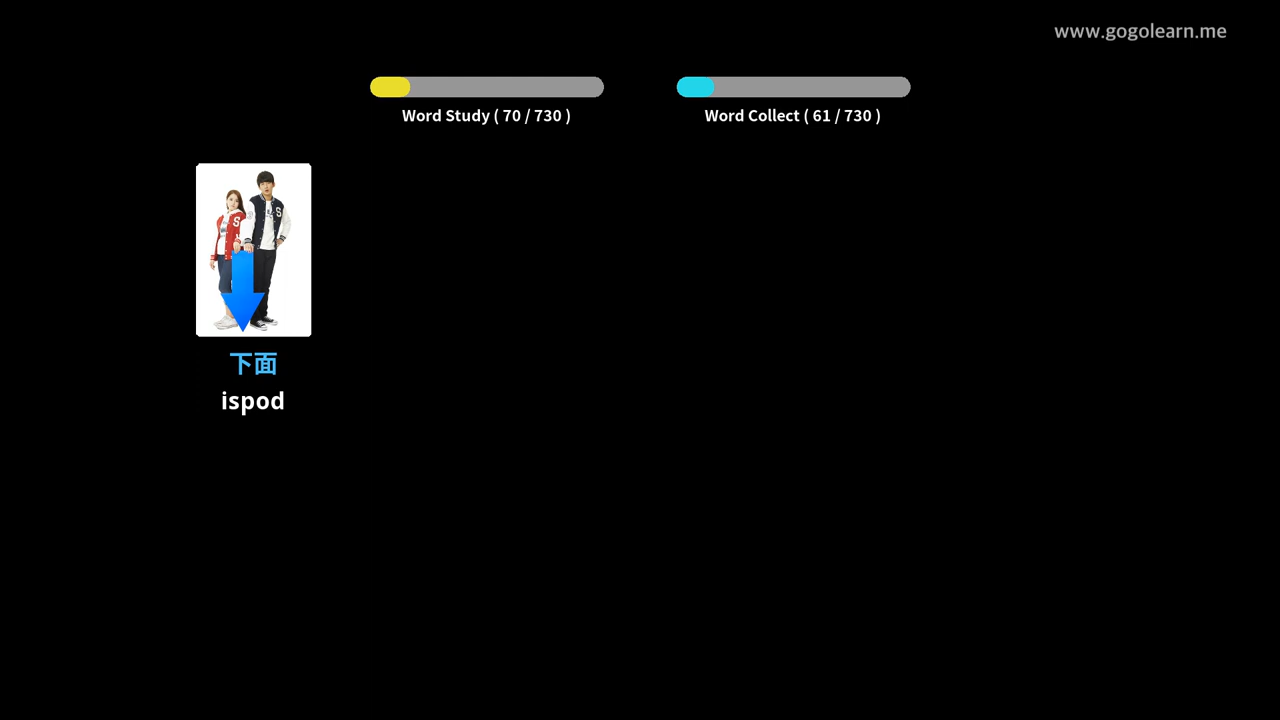 www.gogolearn.me
Word Study ( 70 / 730 )
Word Collect ( 61 / 730 )
S
S
下面
ispod